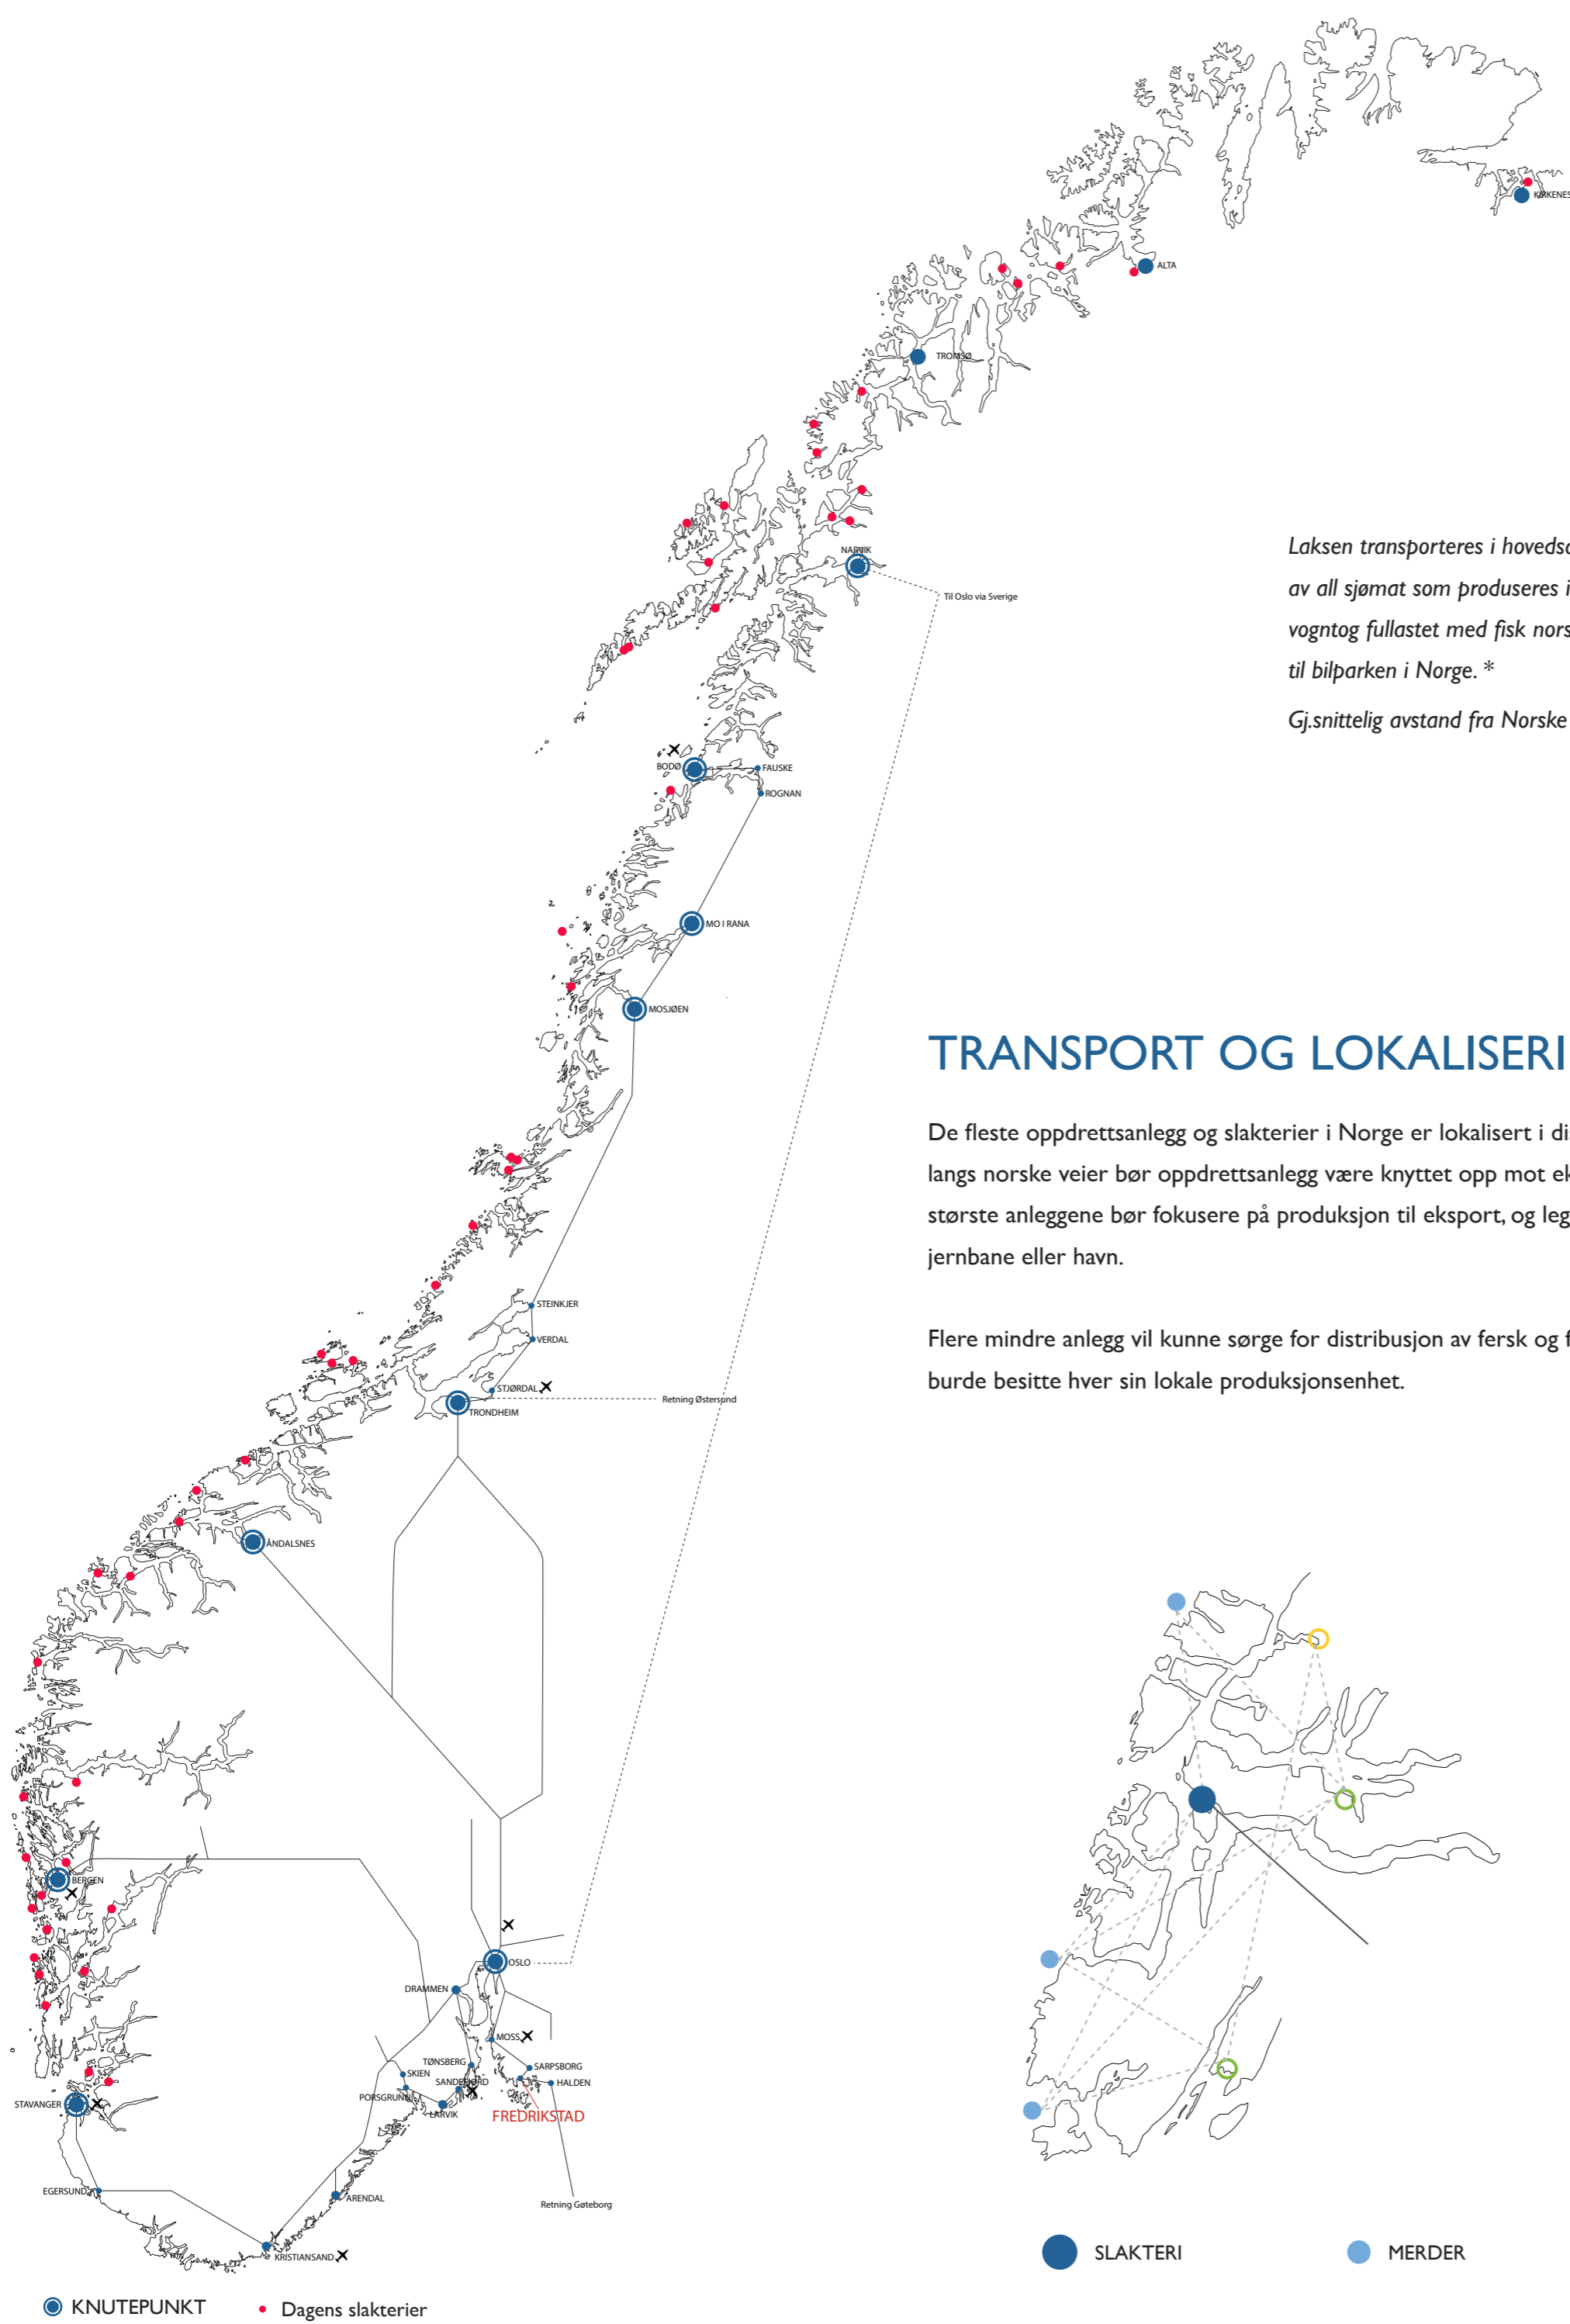 KIRKENES
ALTA
TROMSØ
NARVIK
Til Oslo via Sverige
Laksen transporteres i hovedso
av all sjømat som produseres i
vogntog fullastet med fisk nors
til bilparken i Norge. *
Gj.snittelig avstand fra Norske
BODØ
FAUSKE
ROGNAN
MO I RANA
MOSJØEN
TRANSPORT OG LOKALISERI
De fleste oppdrettsanlegg og slakterier i Norge er lokalisert i dis
langs norske veier bør oppdrettsanlegg være knyttet opp mot ek
største anleggene bør fokusere på produksjon til eksport, og leg
jernbane eller havn.
Flere mindre anlegg vil kunne sørge for distribusjon av fersk og f
burde besitte hver sin lokale produksjonsenhet.
STEINKJER
VERDAL
STJØRDAL
TRONDHEIM
Retning Østersund
ÅNDALSNES
BERGEN
OSLO
DRAMMEN
MOSS
TØNSBERG
SARPSBORG
SKIEN
SANDEFJORD
HALDEN
PORSGRUNN
LARVIK
FREDRIKSTAD
STAVANGER
EGERSUND
ARENDAL
Retning Gøteborg
KRISTIANSAND
SLAKTERI
MERDER
KNUTEPUNKT
Dagens slakterier